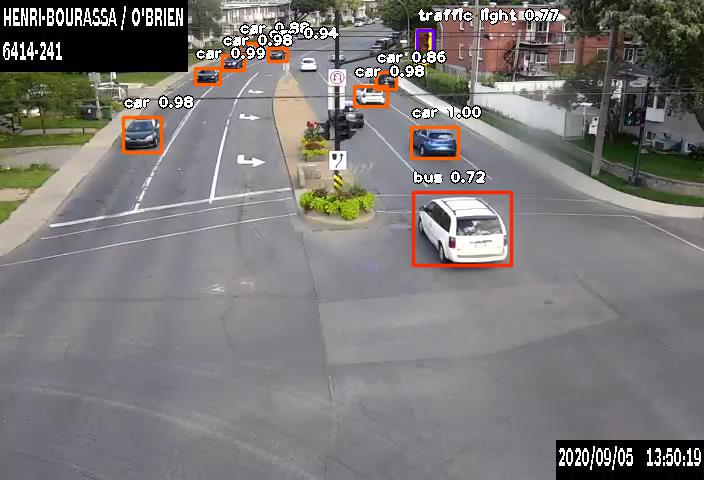 HENRI-BOURASSA / O'BRIEN
6414-241
traffic light 0.77
car 0.98
0.94
car 0.98
car 0.99
car 0.86
car 0.98
car 0.98
car 1.00
bus 0.72
2020/09/05 13:50:19